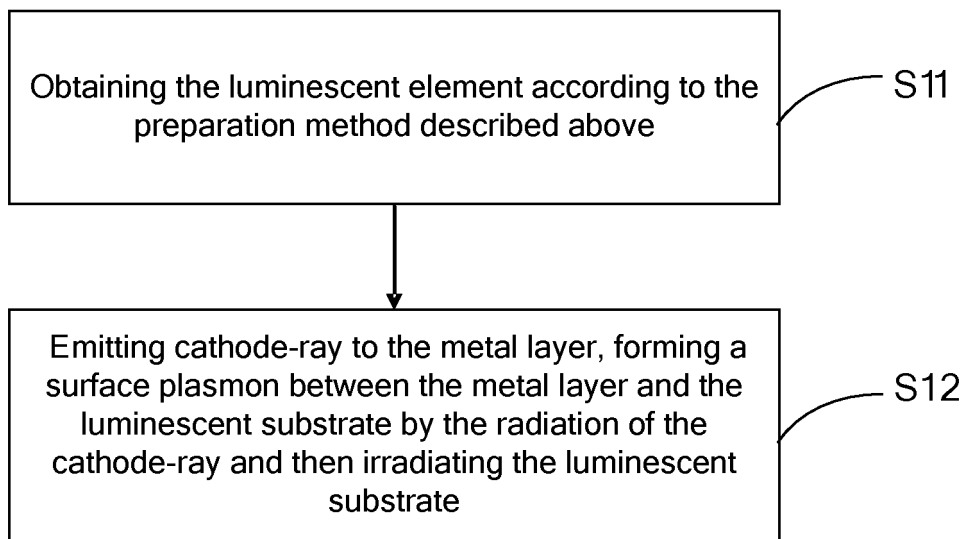 Obtaining the luminescent element according to the
preparation method described above
S11
Emitting cathode-ray to the metal layer, forming a
surface plasmon between the metal layer and the
luminescent substrate by the radiation of the
cathode-ray and then irradiating the luminescent
substrate
S12